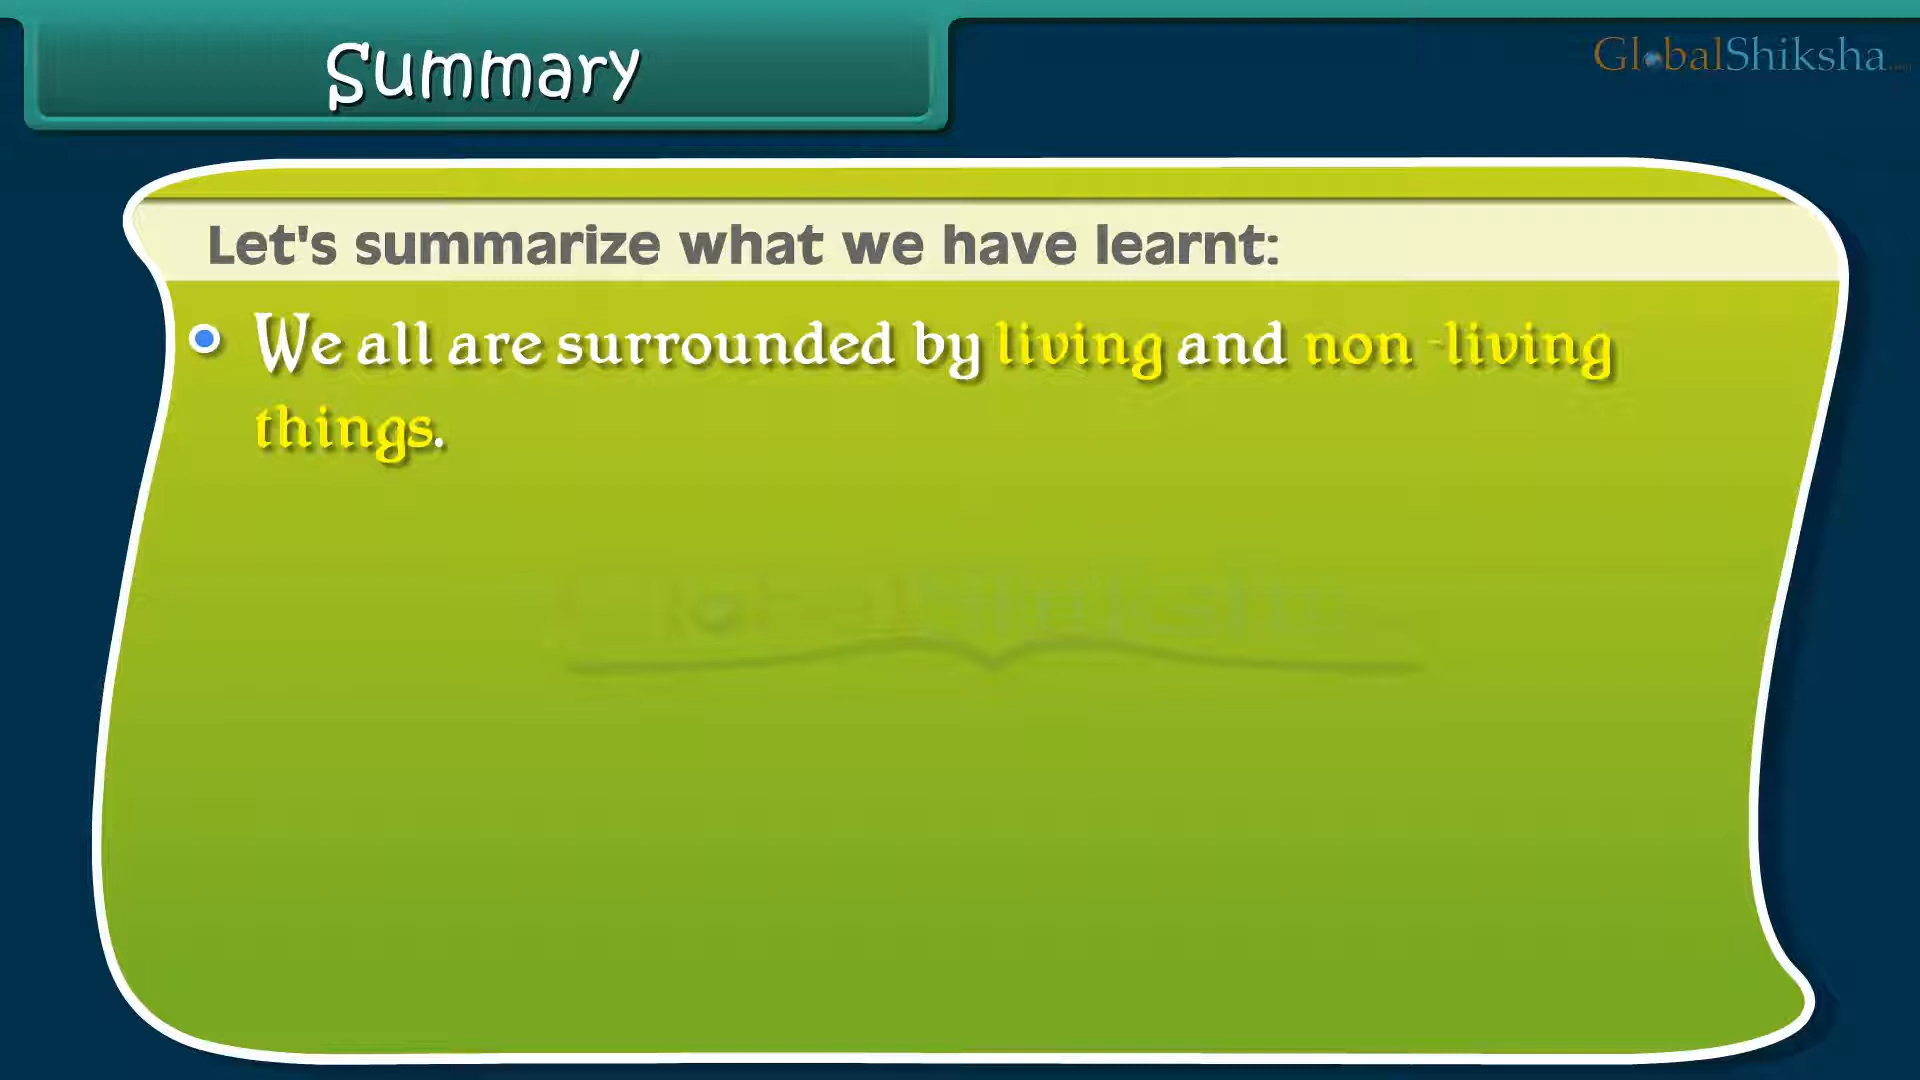 Summary
GlobalShiksha
Let's summarize what we have learnt:
We all are surrounded by living and non -living
things.